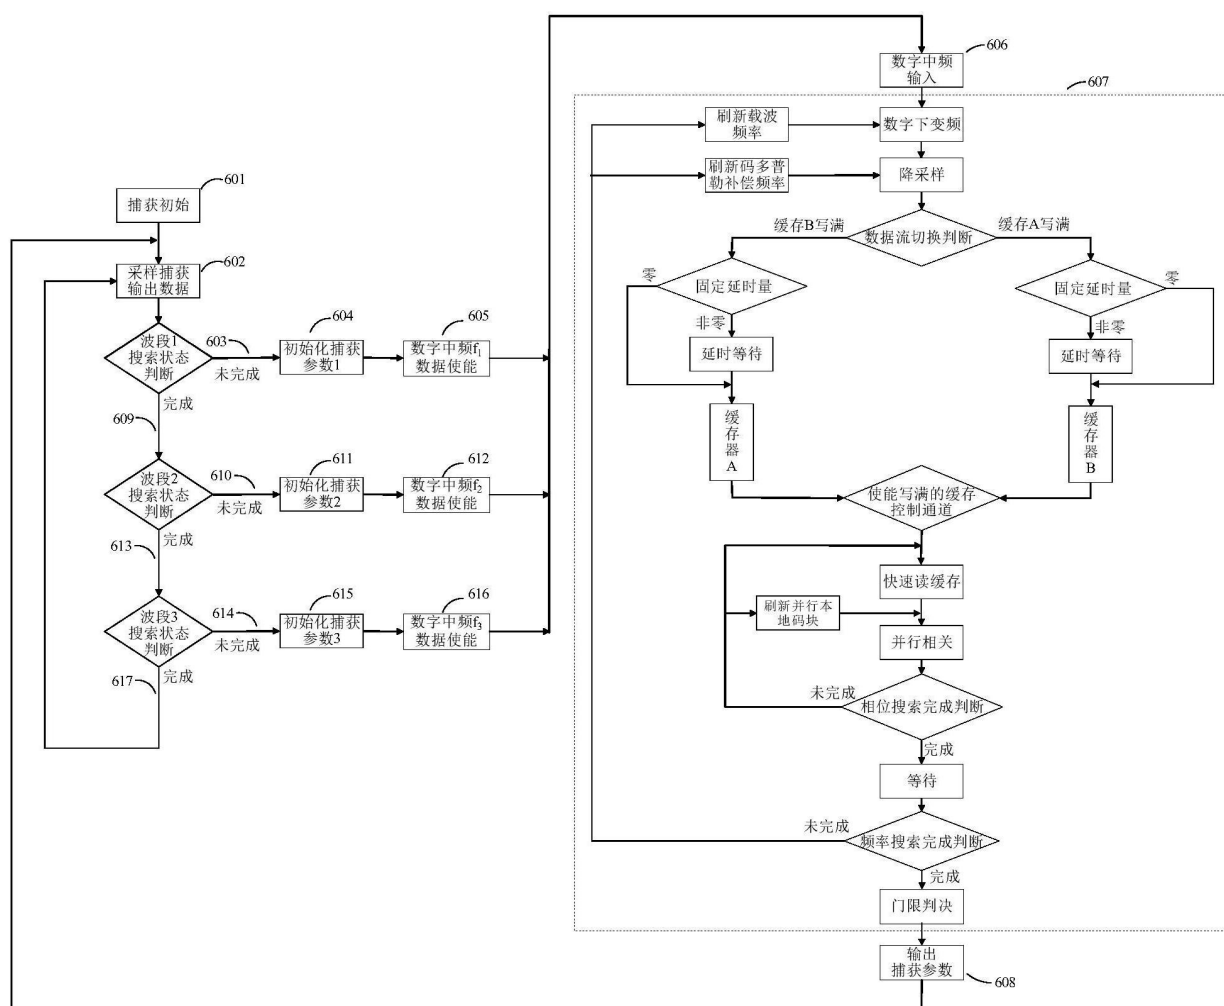 601
捕获初始
602
采样捕获
输出数据
波段1
搜索状态
判断
603
未完成
完成
604
初始化捕获
参数1
605
数字中频f1
数据使能
609
波段2
搜索状态
判断
610
未完成
完成
611
初始化捕获
参数2
612
数字中频f2
数据使能
613
波段3
搜索状态
判断
614
未完成
完成
615
初始化捕获
参数3
616
数字中频f3
数据使能
617
606
数字中频
输入
607
刷新载波
频率
数字下变频
刷新码多普
勒补偿频率
降采样
缓存B写满
数据流切换判断
缓存A写满
零
固定延时量
非零
延时等待
缓存器A
固定延时量
零
非零
延时等待
缓存器B
使能写满的缓存
控制通道
快速读缓存
刷新并行本
地码块
并行相关
未完成
相位搜索完成判断
完成
等待
未完成
频率搜索完成判断
完成
门限判决
输出
捕获参数
608